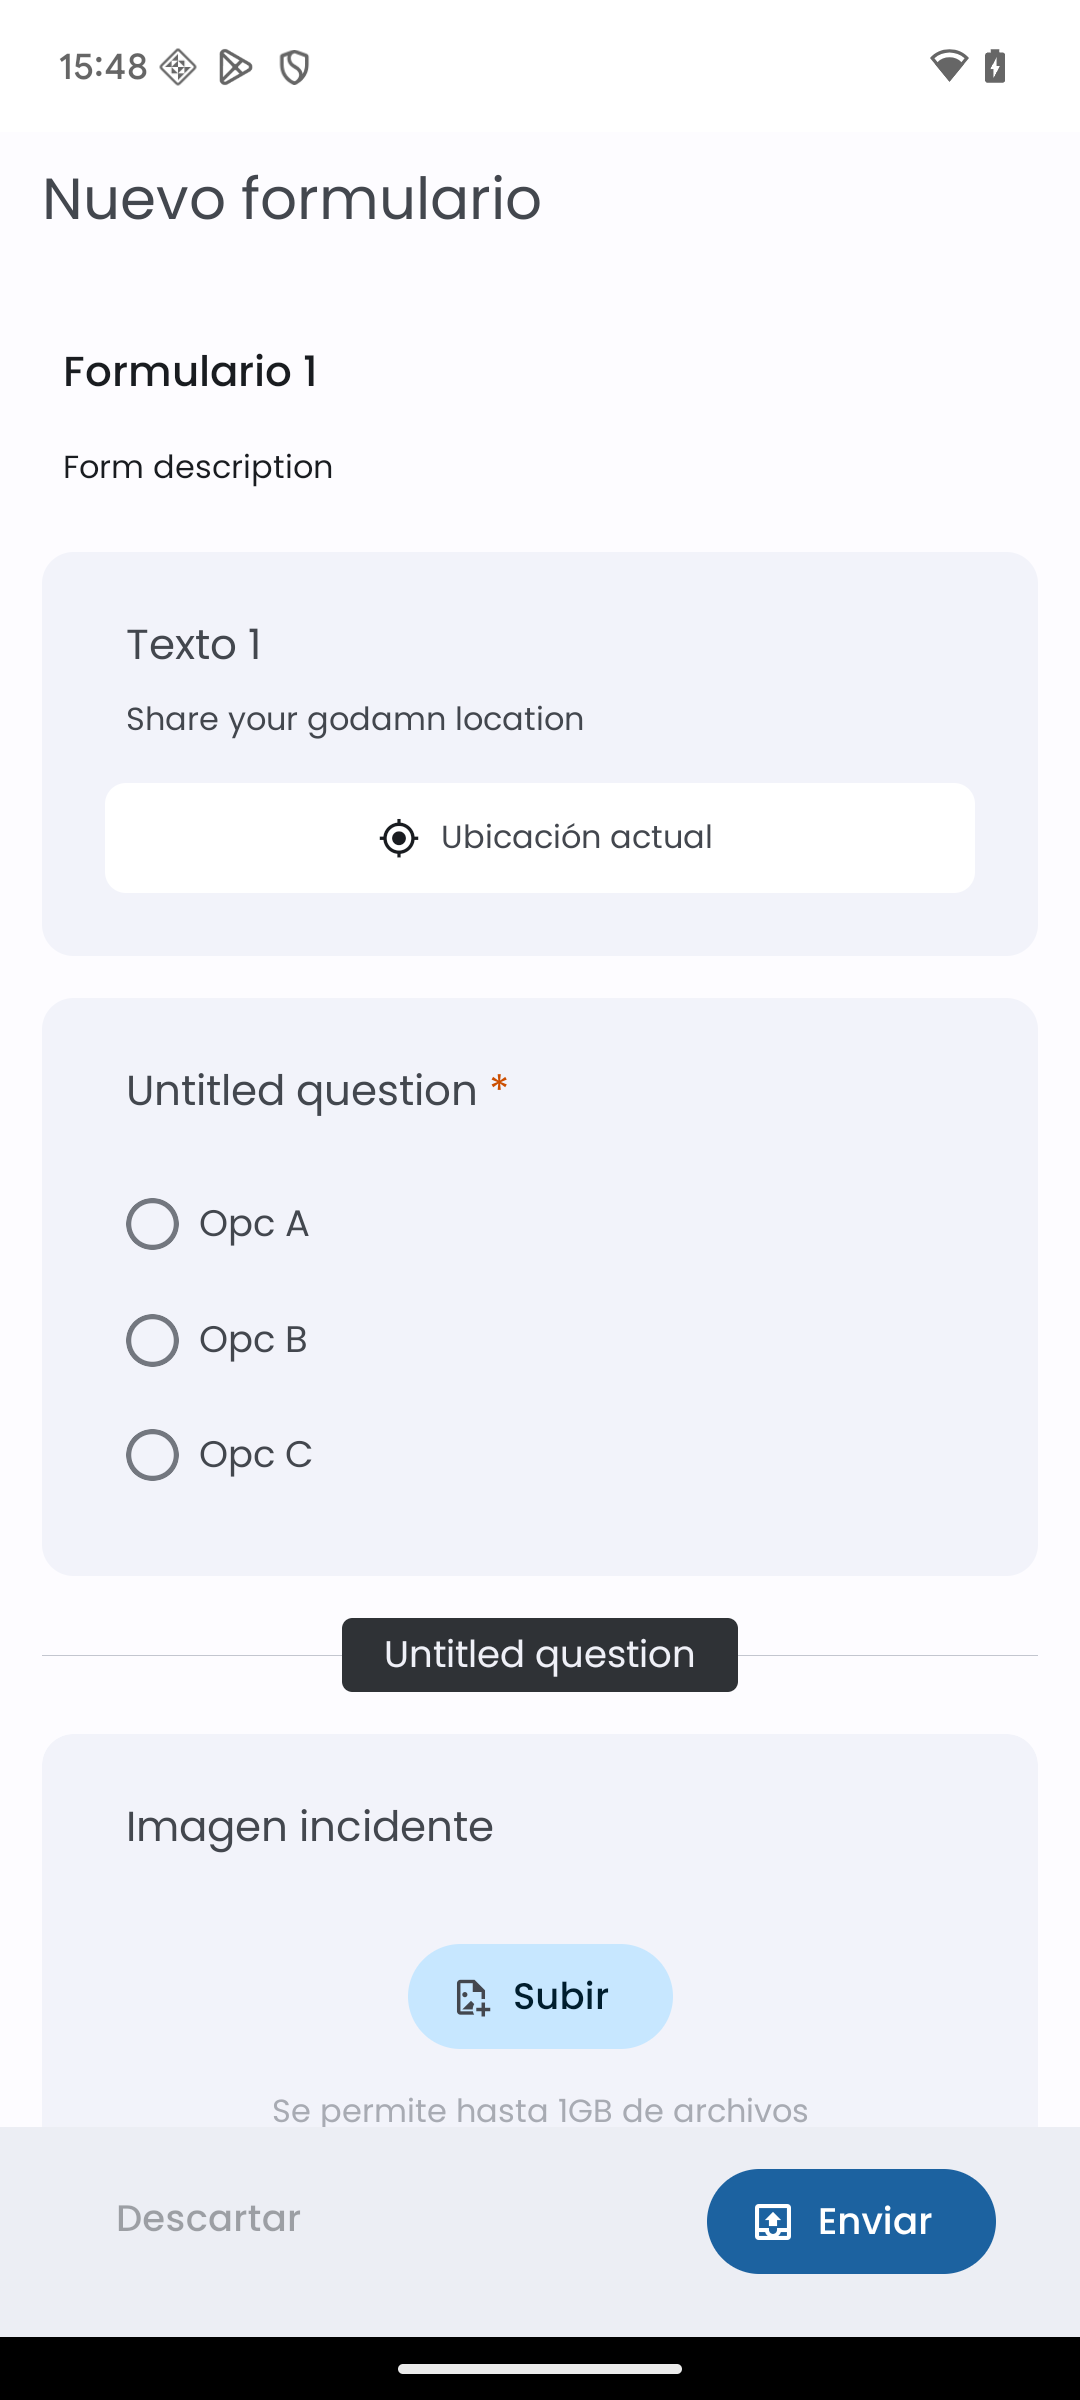 15:48
Nuevo formulario
Formulario 1
Form description
Texto 1
Share your godamn location
Ubicación actual
Untitled question *
Opc A
Opc B
Opc C
Untitled question
Imagen incidente
Subir
Se permite hasta 1GB de archivos
Descartar
Enviar